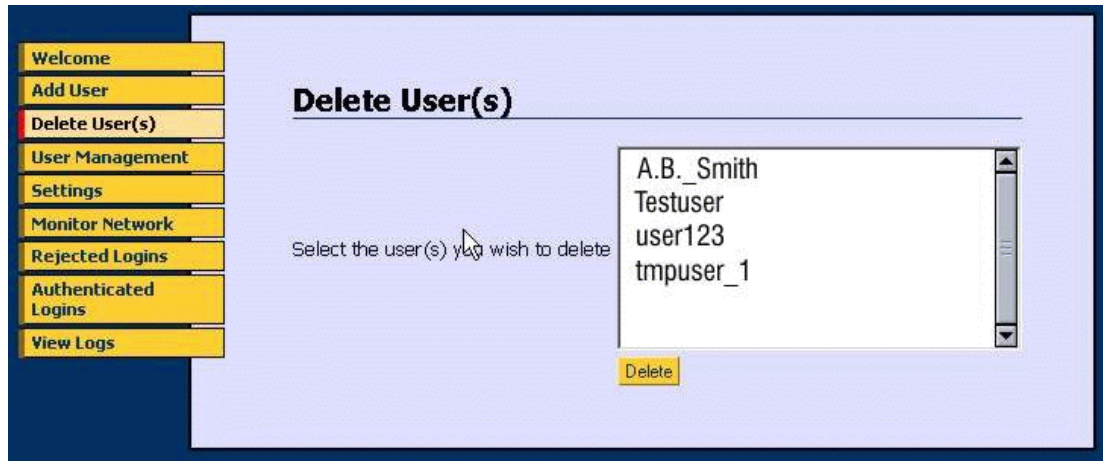 Welcome
Add User
Delete User(s)
User Management
Settings
Monitor Network
Rejected Logins
Authenticated
Logins
View Logs
Delete User(s)
Select the user(s) you wish to delete
A.B._Smith
Testuser
user123
tmpuser_1
Delete